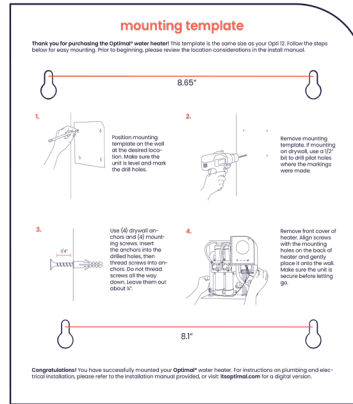 mounting template
Thank you for purchasing the Optimal® water heater! This template is the same size as your Opti 12. Follow the steps
below for easy mounting. Prior to beginning, please review the location considerations in the install manual.
8.65"
1.
Position mounting
template on the wall
at the desired loca-
tion. Make sure the
unit is level and mark
the drill holes.
2.
Remove mounting
template. If mounting
on drywall, use a 1/2"
bit to drill pilot holes
where the markings
were made.
3.
1/4"
Use (4) drywall an-
chors and (4) mount-
ing screws. Insert
the anchors into the
drilled holes, then
thread screws into an-
chors. Do not thread
screws all the way
down. Leave them out
about ¼".
4.
Remove front cover of
heater. Align screws
with the mounting
holes on the back of
heater and gently
place it onto the wall.
Make sure the unit is
secure before letting
go.
8.1"
Congratulations! You have successfully mounted your Optimal® water heater. For instructions on plumbing and elec-
trical installation, please refer to the installation manual provided, or visit: itsoptimal.com for a digital version.